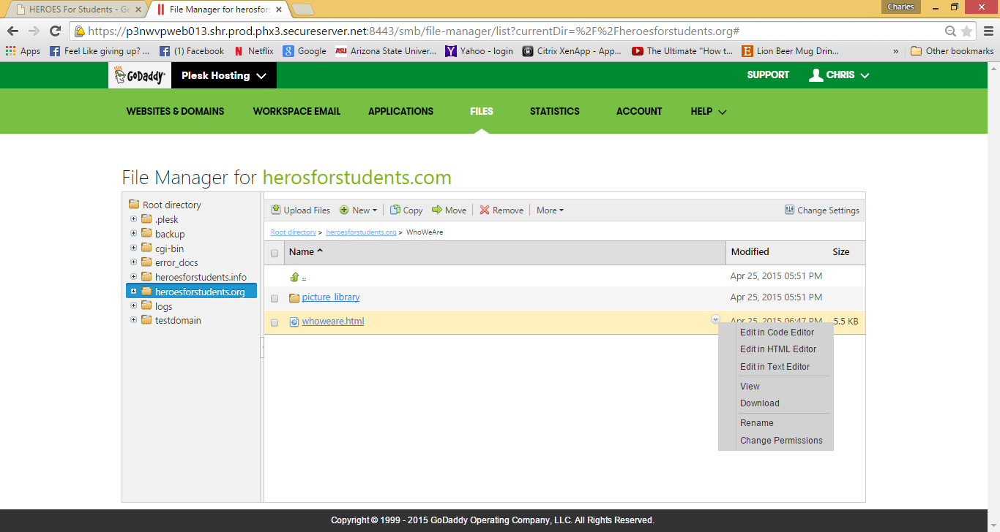 HEROES For Students - Ge
File Manager for herosfor
Charles
https://p3nwvpweb013.shr.prod.phx3.secureserver.net:8443/smb/file-manager/list?currentDir=%2F%2Fheroesforstudents.org#
Apps Feel Like giving up? ... (1) Facebook Netflix Google ASU Arizona State Univer... Yahoo - login Citrix XenApp - App... The Ultimate "How t... Lion Beer Mug Drin... » Other bookmarks
GoDaddy Plesk Hosting SUPPORT CHRIS
WEBSITES & DOMAINS WORKSPACE EMAIL APPLICATIONS FILES STATISTICS ACCOUNT HELP
File Manager for herosforstudents.com
Root directory
.plesk
backup
cgi-bin
error_docs
heroesforstudents.info
heroesforstudents.org
logs
testdomain
Upload Files New Copy Move Remove More Change Settings
Root directory > heroesforstudents.org > WhoWeAre
Name Modified Size
.. Apr 25, 2015 05:51 PM
picture_library Apr 25, 2015 05:51 PM
whoweare.html Apr 25, 2015 06:47 PM 5.5 KB
Edit in Code Editor
Edit in HTML Editor
Edit in Text Editor
View
Download
Rename
Change Permissions
Copyright © 1999 - 2015 GoDaddy Operating Company, LLC. All Rights Reserved.